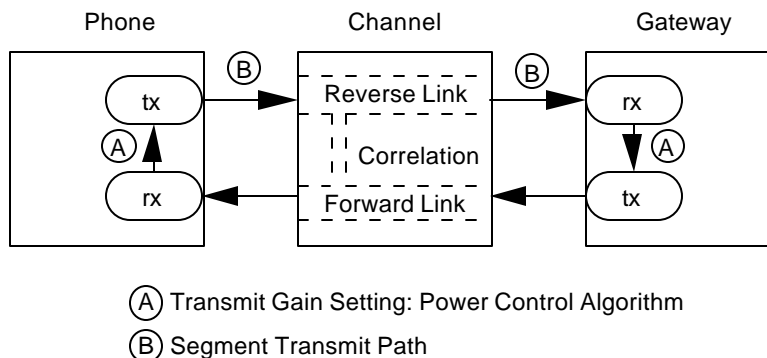 Phone Channel Gateway
B B
tx Reverse Link rx
A Correlation A
rx Forward Link tx
A Transmit Gain Setting: Power Control Algorithm
B Segment Transmit Path